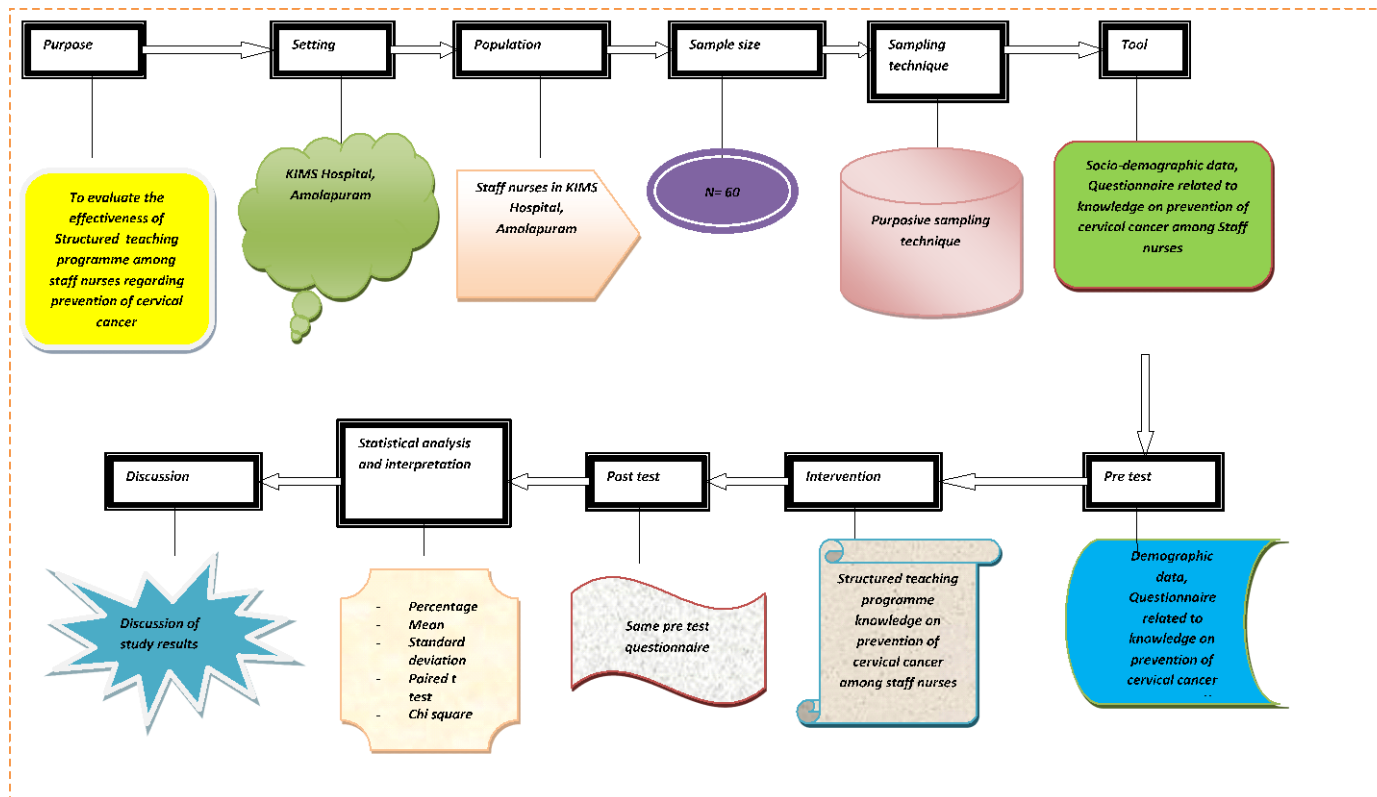 Purpose
Setting
Population
Sample size
Sampling
technique
Tool
To evaluate the
effectiveness of
Structured teaching
programme among
staff nurses regarding
prevention of cervical
cancer
KIMS Hospital,
Amalapuram
Staff nurses in KIMS
Hospital,
Amalapuram
N= 60
Purposive sampling
technique
Socio-demographic data,
Questionnaire related to
knowledge on prevention of
cervical cancer among Staff
nurses
Discussion
Statistical analysis
and interpretation
Post test
Intervention
Pre test
Discussion of
study results
- Percentage
- Mean
- Standard
deviation
- Paired t
test
- Chi square
Same pre test
questionnaire
Structured teaching
programme
knowledge on
prevention of
cervical cancer
among staff nurses
Demographic
data,
Questionnaire
related to
knowledge on
prevention of
cervical cancer